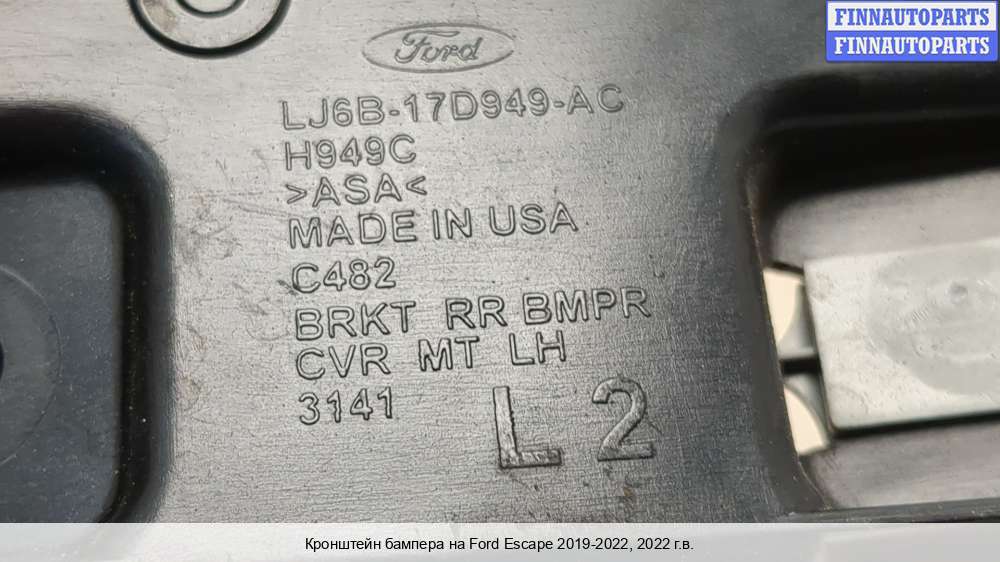 FINNAUTOPARTS
FINNAUTOPARTS
Ford
LJ6B-17D949-AC
H949C
>ASA<
MADE IN USA
C482
BRKT RR BMPR
CVR MT LH
3141
L 2
Кронштейн бампера на Ford Escape 2019-2022, 2022 г.в.